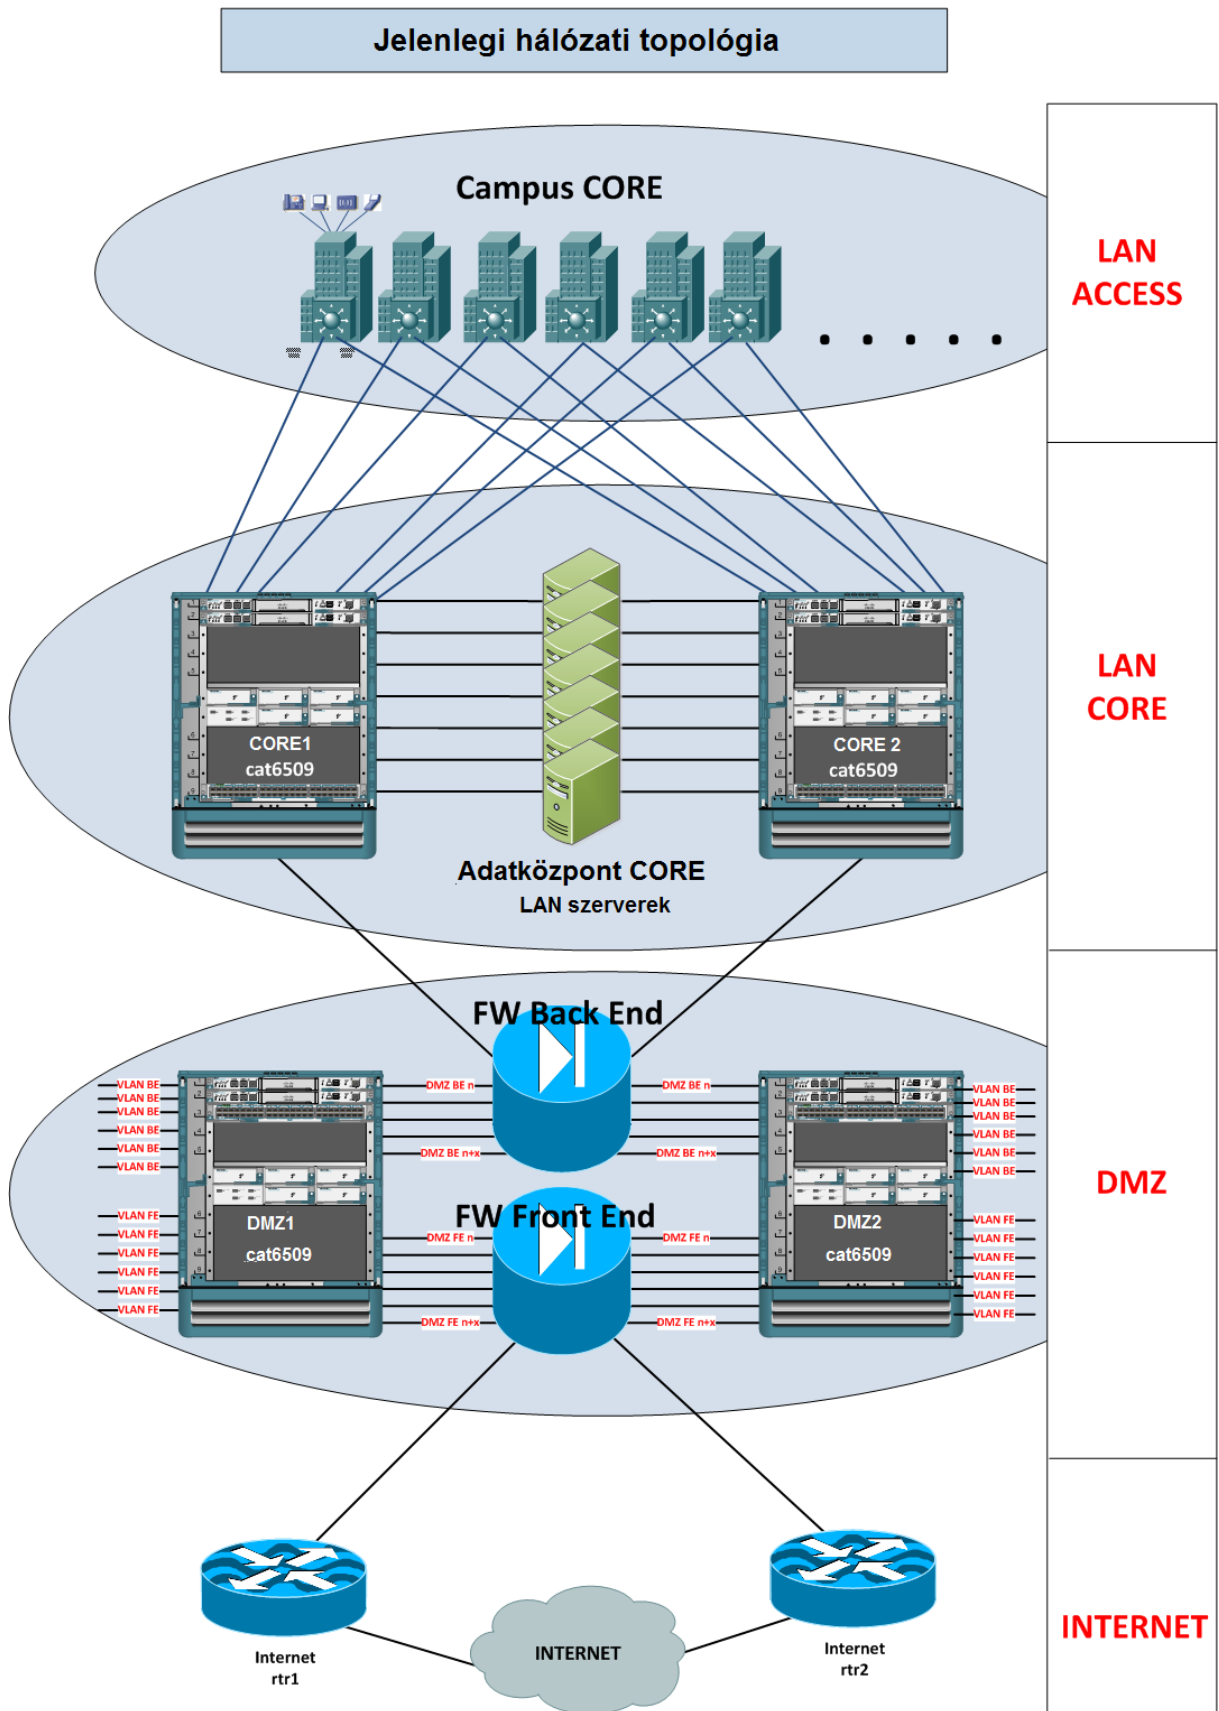 Jelenlegi hálózati topológia
Campus CORE
LAN
ACCESS
LAN
CORE
CORE1
cat6509
CORE 2
cat6509
Adatközpont CORE
LAN szerverek
FW Back End
VLAN BE
VLAN BE
VLAN BE
VLAN BE
VLAN BE
VLAN BE
DMZ BE n
DMZ BE n
DMZ BE n+x
DMZ BE n+x
VLAN BE
VLAN BE
VLAN BE
VLAN BE
VLAN BE
VLAN BE
DMZ
FW Front End
VLAN FE
VLAN FE
VLAN FE
VLAN FE
VLAN FE
VLAN FE
DMZ1
cat6509
DMZ FE n
DMZ FE n
DMZ FE n+x
DMZ FE n+x
DMZ2
cat6509
VLAN FE
VLAN FE
VLAN FE
VLAN FE
VLAN FE
VLAN FE
Internet
rtr1
INTERNET
Internet
rtr2
INTERNET